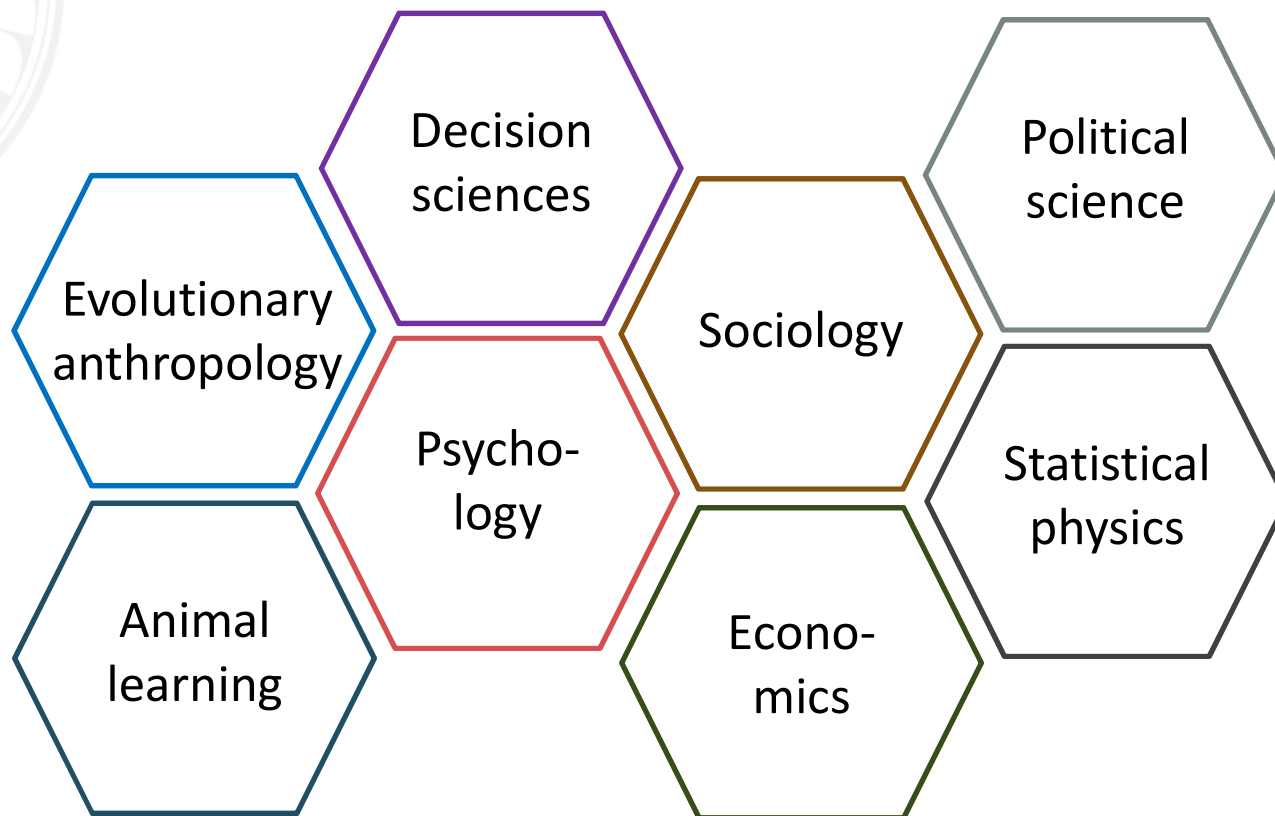 Decision
sciences
Political
science
Evolutionary
anthropology
Sociology
Psycho-
logy
Statistical
physics
Animal
learning
Econo-
mics